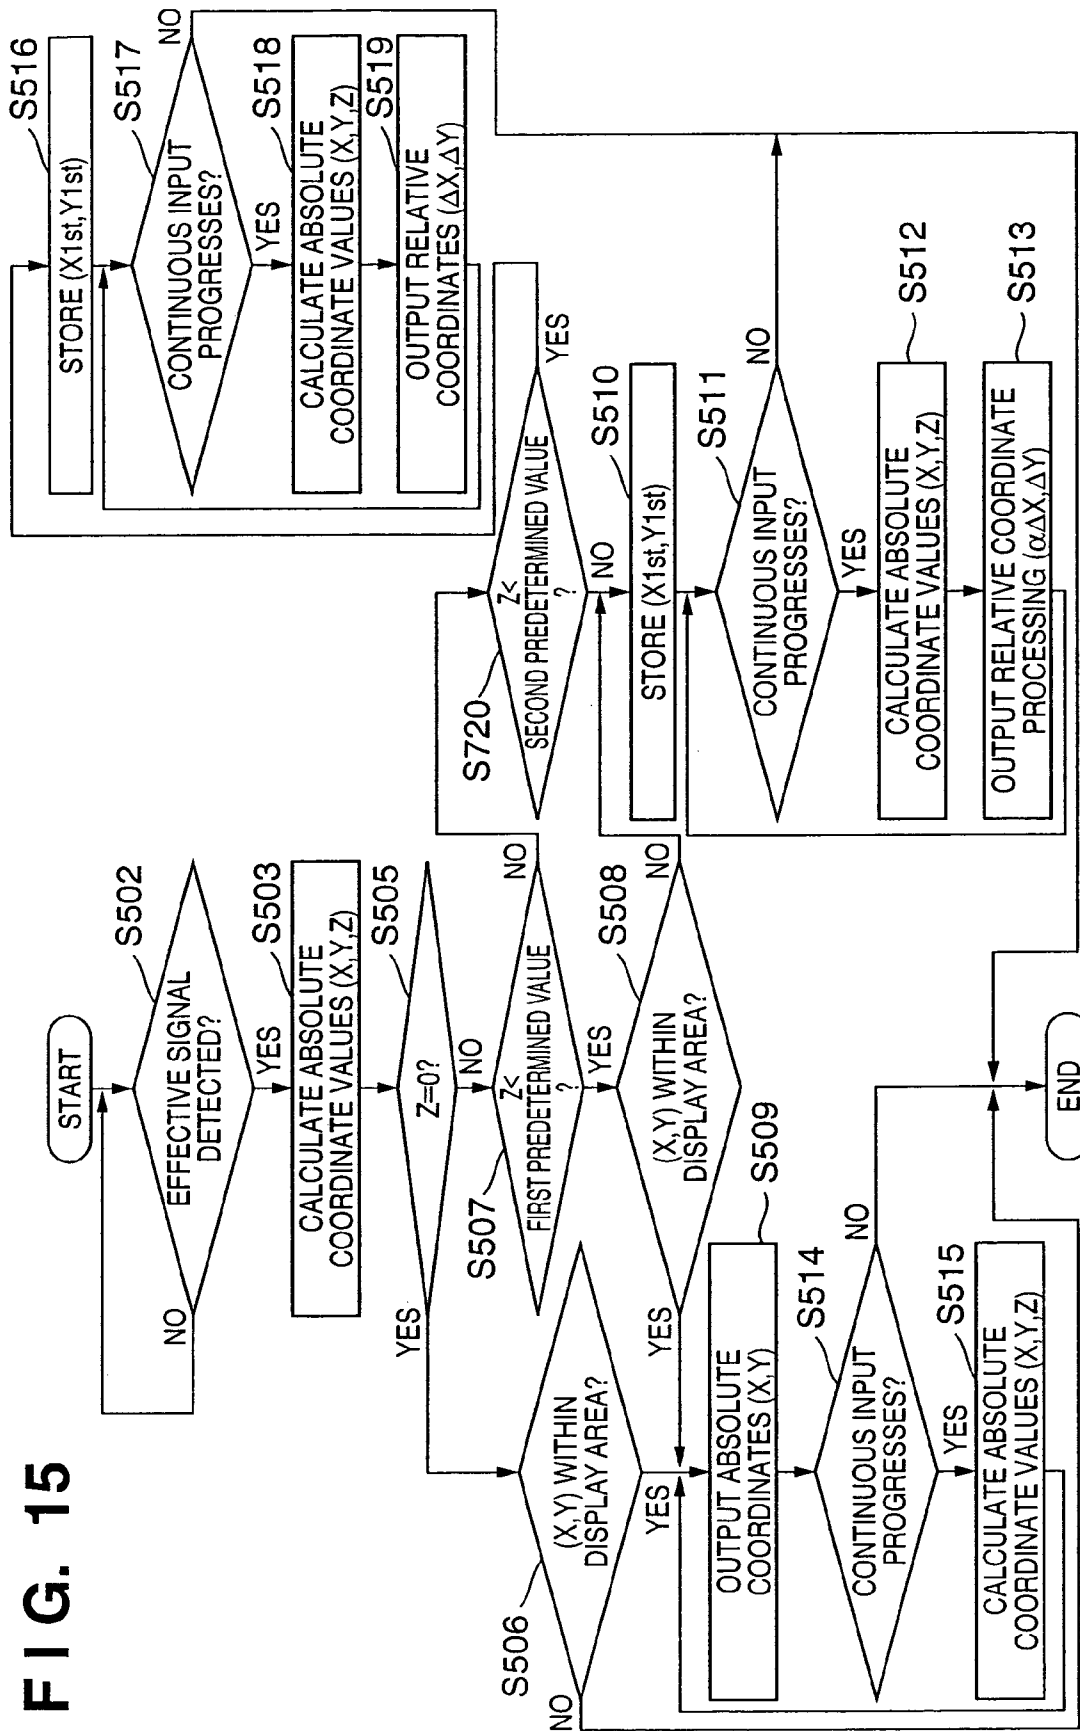 FIG. 15
START
S502
EFFECTIVE SIGNAL
DETECTED?
NO
YES
S503
CALCULATE ABSOLUTE
COORDINATE VALUES (X,Y,Z)
S505
Z=0?
YES
NO
S506
(X,Y) WITHIN
DISPLAY AREA?
NO
YES
S507
Z<
FIRST PREDETERMINED VALUE
?
NO
YES
S508
(X,Y) WITHIN
DISPLAY AREA?
YES
NO
S509
OUTPUT ABSOLUTE
COORDINATES (X,Y)
S514
CONTINUOUS INPUT
PROGRESSES?
NO
YES
S515
CALCULATE ABSOLUTE
COORDINATE VALUES (X,Y,Z)
END
S720
Z<
SECOND PREDETERMINED VALUE
?
YES
NO
S510
STORE (X1st,Y1st)
S511
CONTINUOUS INPUT
PROGRESSES?
NO
YES
S512
CALCULATE ABSOLUTE
COORDINATE VALUES (X,Y,Z)
S513
OUTPUT RELATIVE COORDINATE
PROCESSING (αΔX,ΔY)
S516
STORE (X1st,Y1st)
S517
CONTINUOUS INPUT
PROGRESSES?
NO
YES
S518
CALCULATE ABSOLUTE
COORDINATE VALUES (X,Y,Z)
S519
OUTPUT RELATIVE
COORDINATES (ΔX,ΔY)